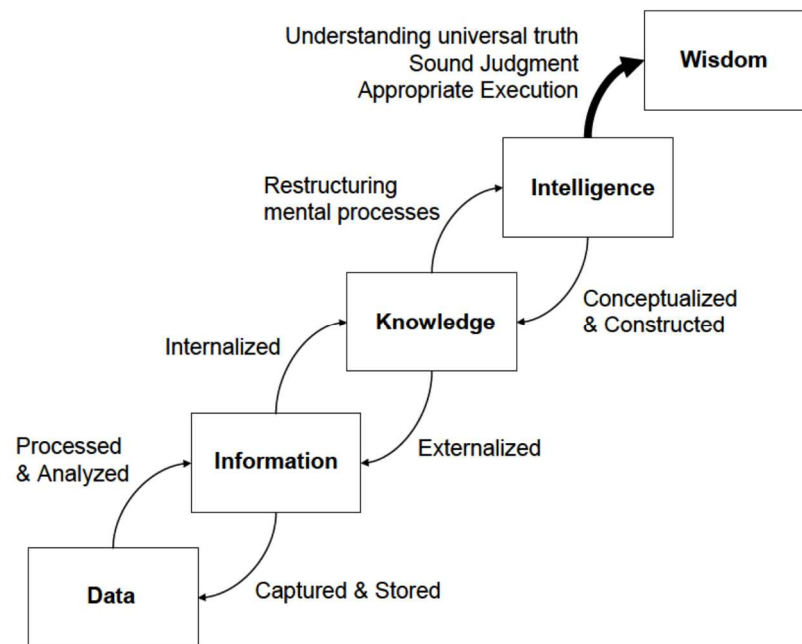 Understanding universal truth
Sound Judgment
Appropriate Execution
Wisdom
Restructuring
mental processes
Intelligence
Conceptualized
& Constructed
Knowledge
Internalized
Externalized
Processed
& Analyzed
Information
Captured & Stored
Data